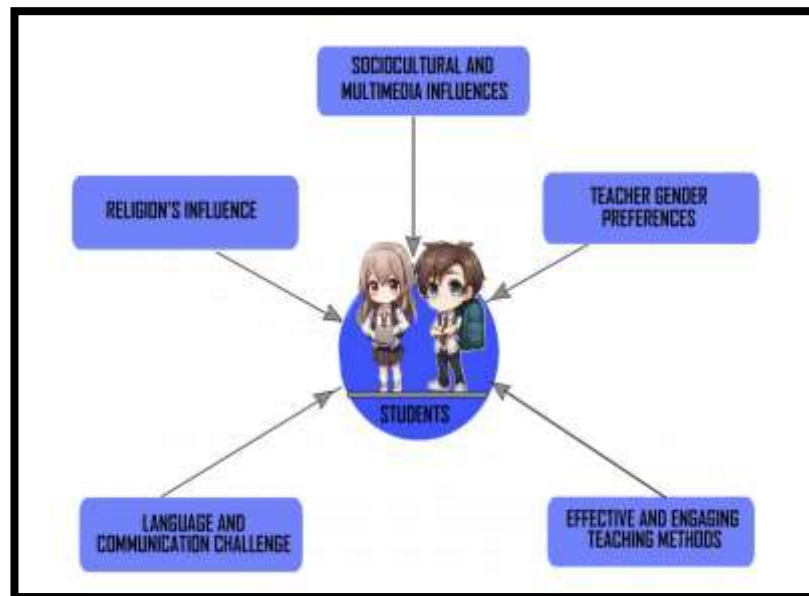 SOCIOCULTURAL AND
MULTIMEDIA INFLUENCES
RELIGION'S INFLUENCE
TEACHER GENDER
PREFERENCES
STUDENTS
LANGUAGE AND
COMMUNICATION CHALLENGE
EFFECTIVE AND ENGAGING
TEACHING METHODS